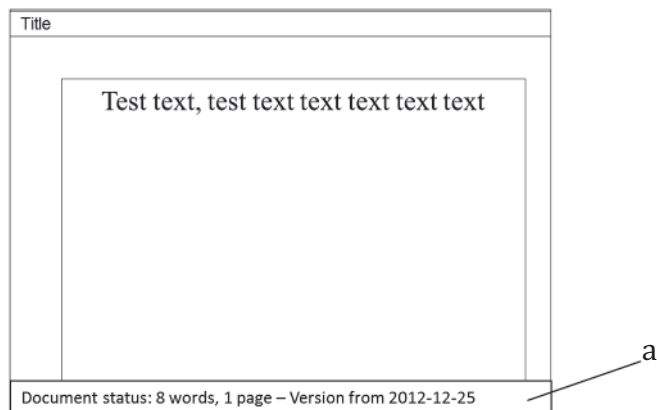 Title
Test text, test text text text text text
a
Document status: 8 words, 1 page – Version from 2012-12-25